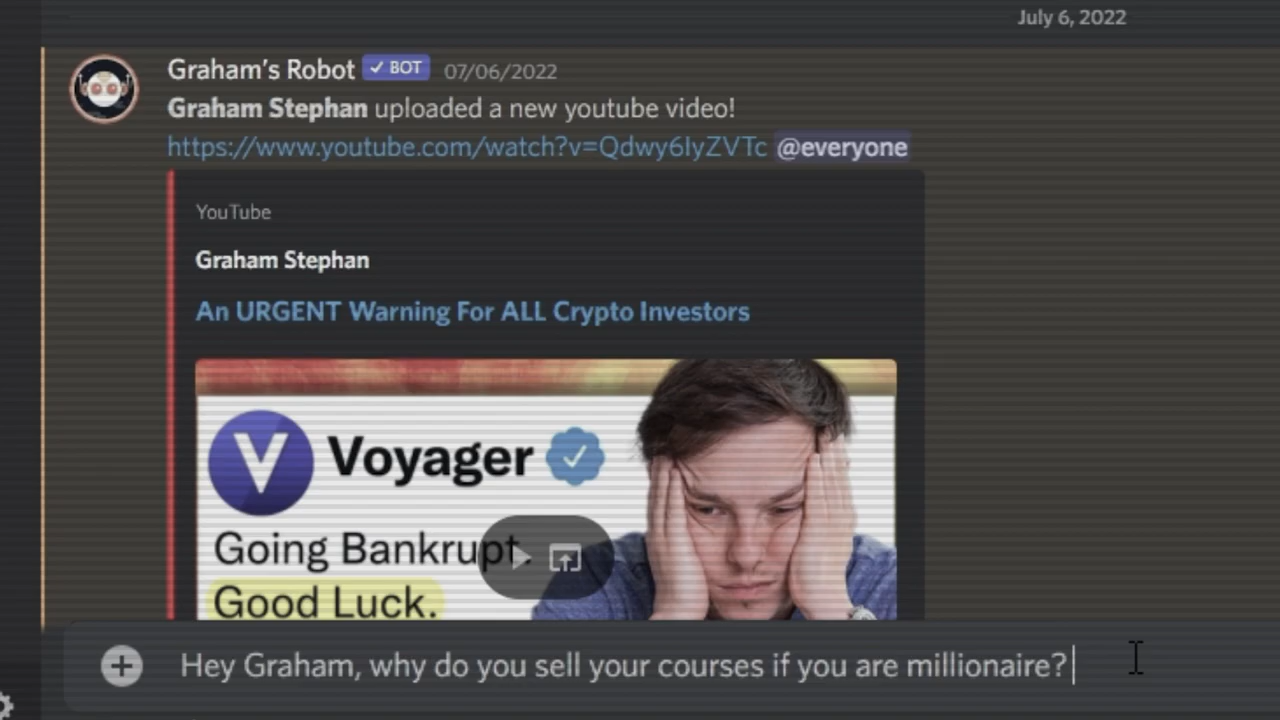 July 6, 2022
Graham's Robot ✓ BOT 07/06/2022
Graham Stephan uploaded a new youtube video!
https://www.youtube.com/watch?v=Qdwy6IyZVTc @everyone
YouTube
Graham Stephan
An URGENT Warning For ALL Crypto Investors
V Voyager
Going Bankrupt.
Good Luck.
Hey Graham, why do you sell your courses if you are millionaire?